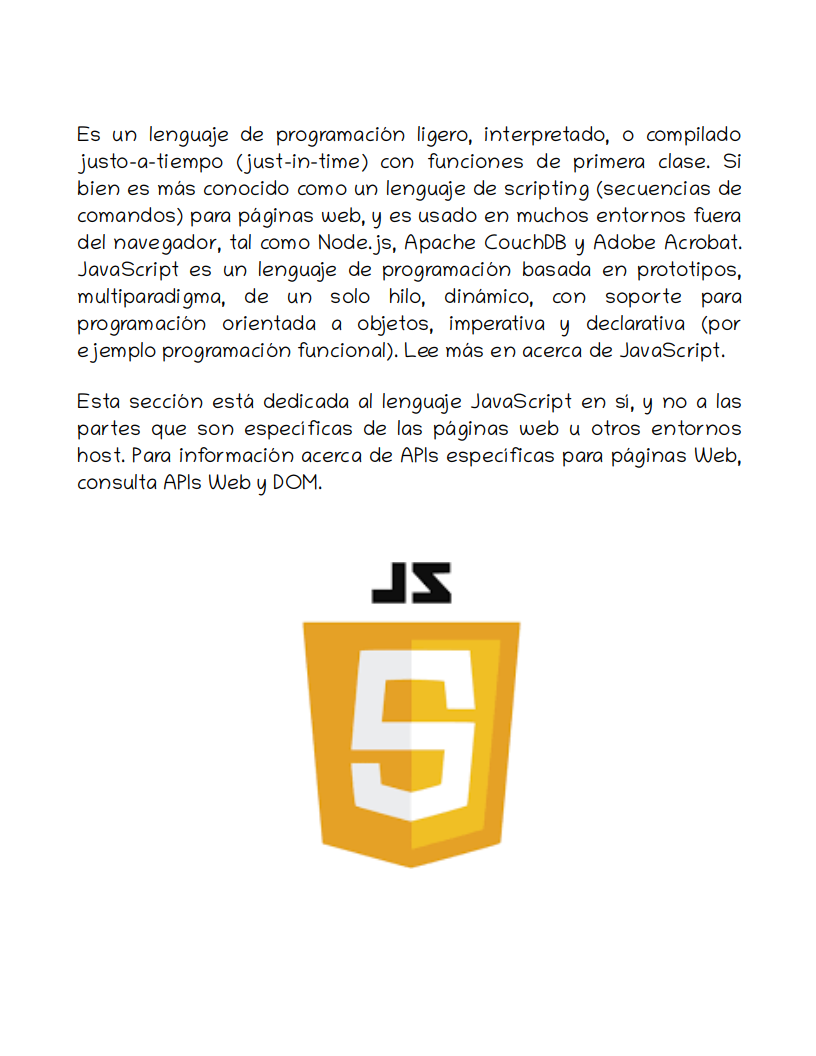 Es un lenguaje de programación ligero, interpretado, o compilado
justo-a-tiempo (just-in-time) con funciones de primera clase. Si
bien es más conocido como un lenguaje de scripting (secuencias de
comandos) para páginas web, y es usado en muchos entornos fuera
del navegador, tal como Node.js, Apache CouchDB y Adobe Acrobat.
JavaScript es un lenguaje de programación basada en prototipos,
multiparadigma, de un solo hilo, dinámico, con soporte para
programación orientada a objetos, imperativa y declarativa (por
ejemplo programación funcional). Lee más en acerca de JavaScript.
Esta sección está dedicada al lenguaje JavaScript en sí, y no a las
partes que son específicas de las páginas web u otros entornos
host. Para información acerca de APIs específicas para páginas Web,
consulta APIs Web y DOM.
JS
S